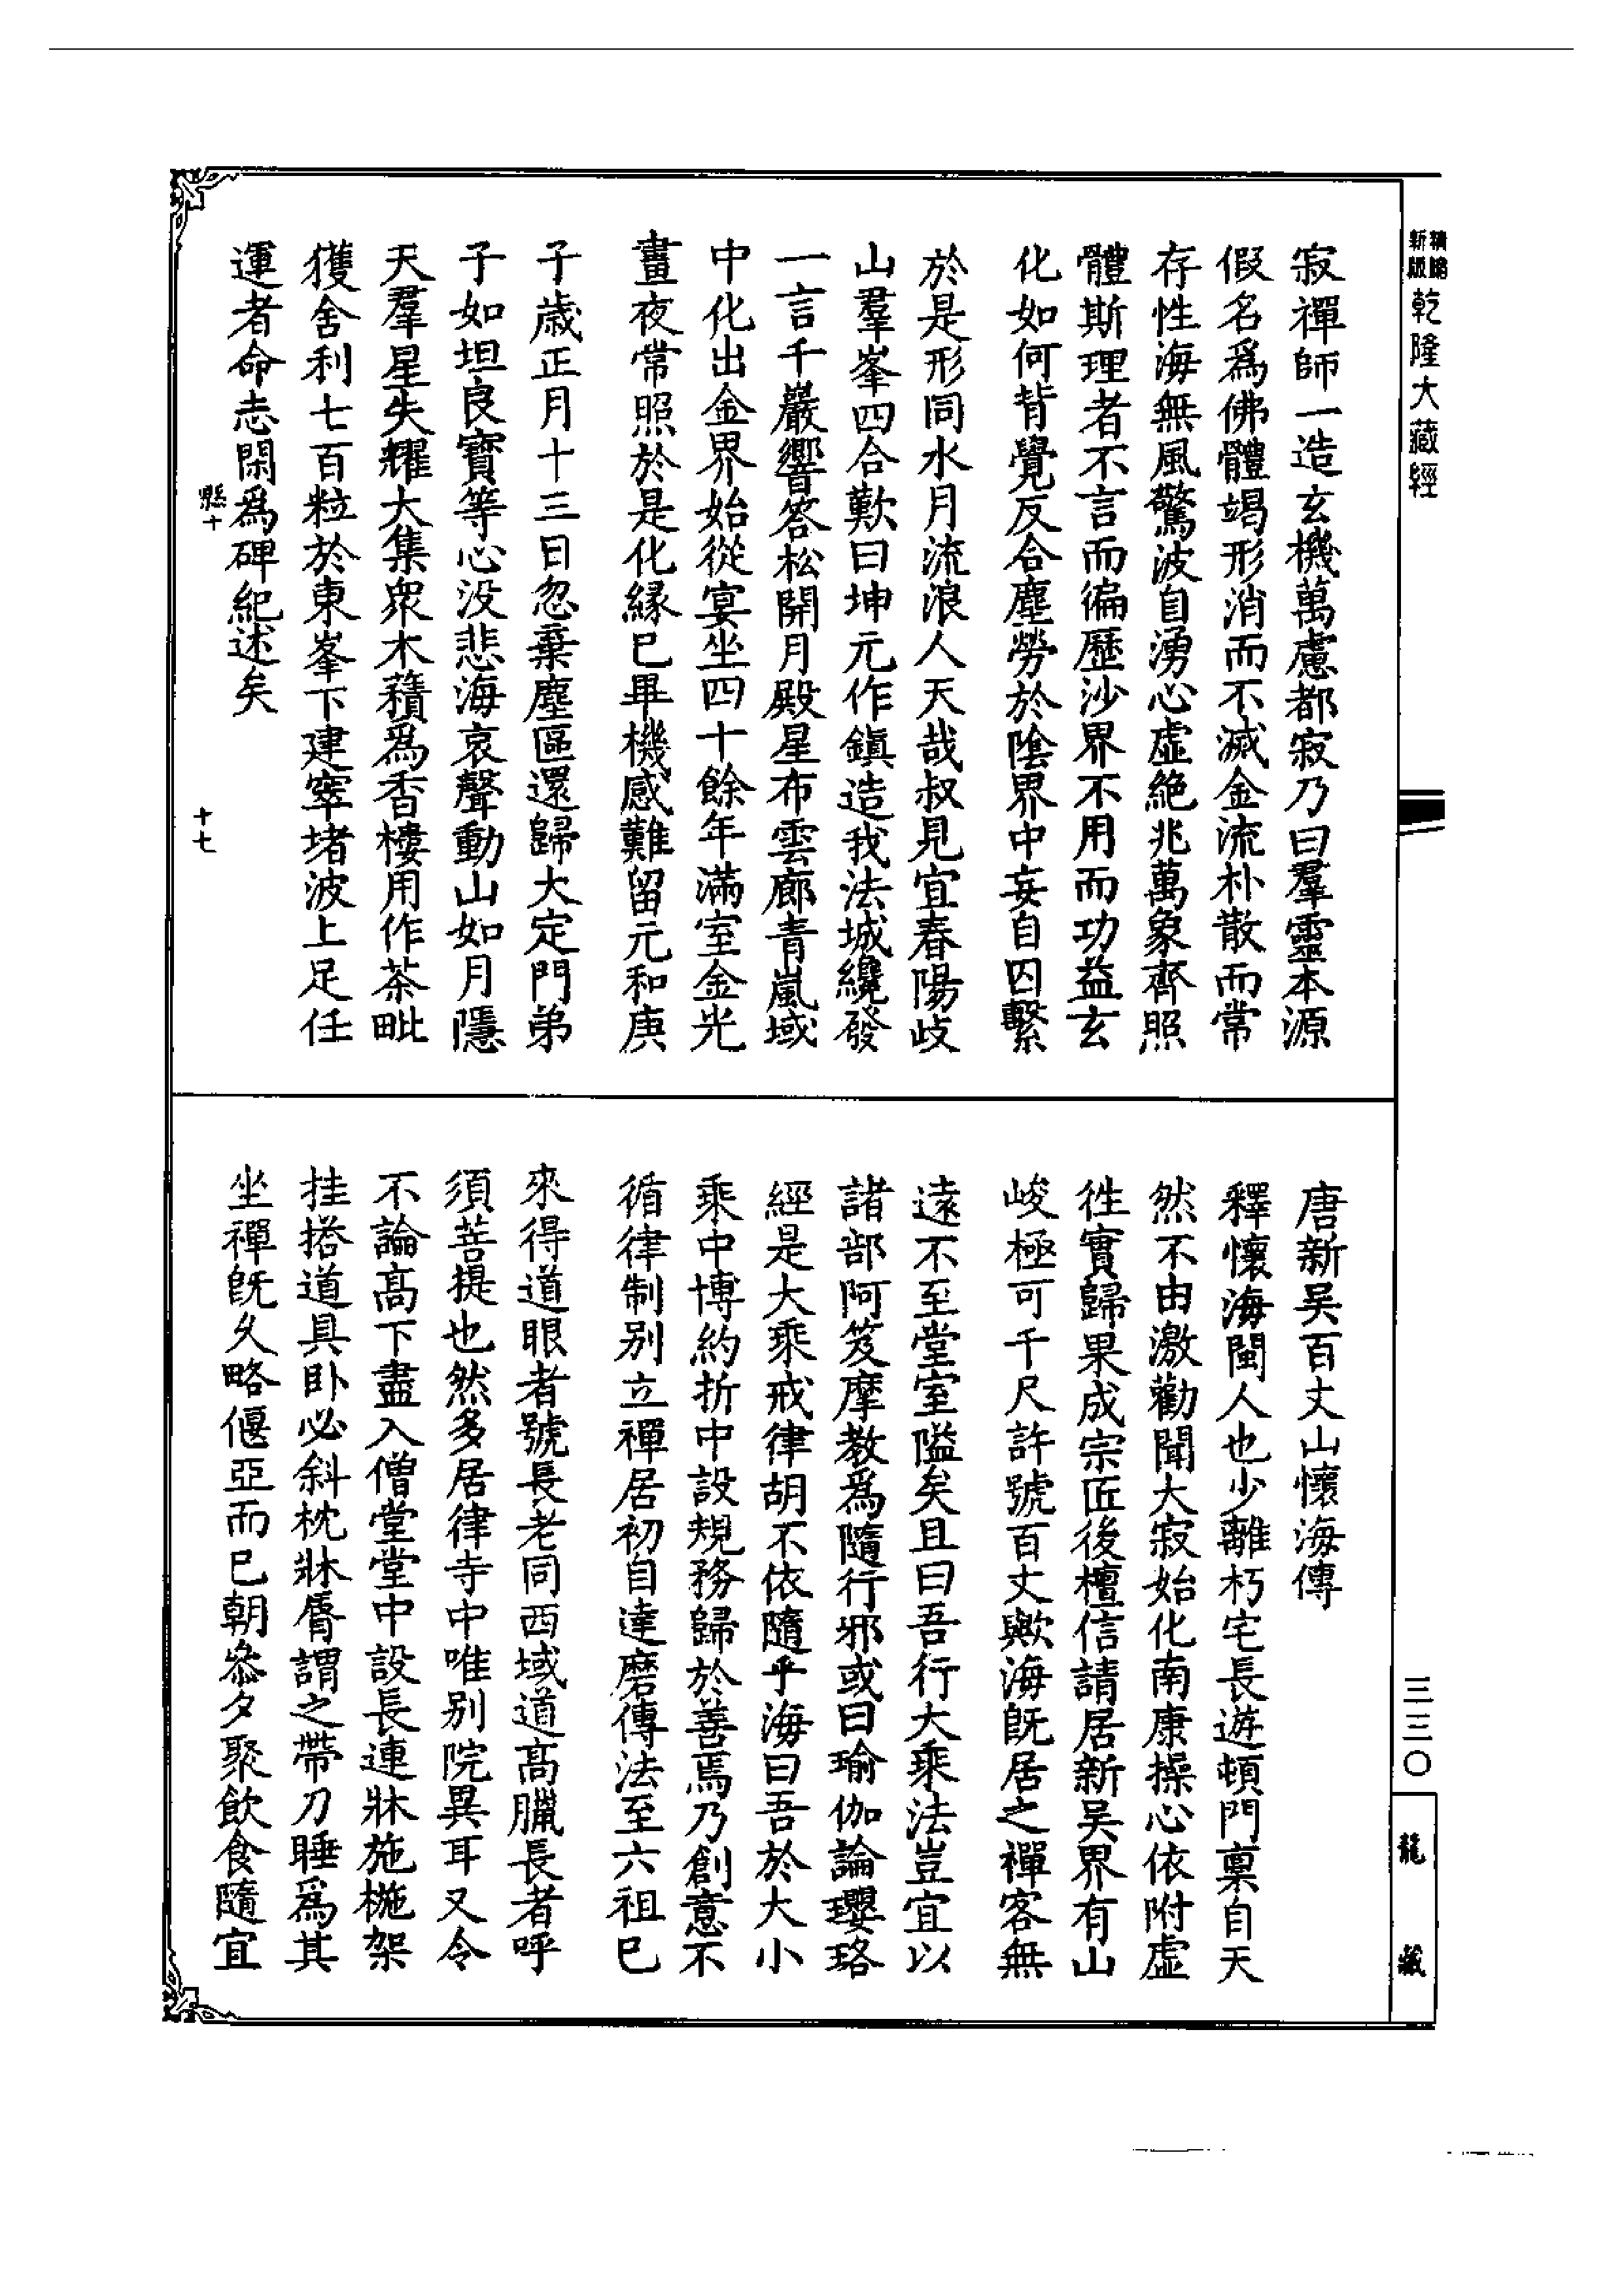 精縮
新版
乾隆大藏經
寂禪師一造玄機萬慮都寂乃曰羣靈本源
假名爲佛體竭形消而不滅金流朴散而常
存性海無風驚波自湧心虚絶兆萬象齊照
體斯理者不言而徧歷沙界不用而功益玄
化如何背覺反合塵勞於陰界中妄自囚繫
於是形同水月流浪人天哉叔見宜春陽岐
山羣峯四合歎曰坤元作鎭造我法城纔發
一言千巖響答松開月殿星布雲廊青嵐域
中化出金界始從宴坐四十餘年滿室金光
晝夜常照於是化縁巳畢機感難留元和庚
子歲正月十三日忽棄塵區還歸大定門弟
子如坦良寶等心没悲海哀聲動山如月隱
天羣星失耀大集衆木積爲香樓用作茶毗
獲舍利七百粒於東峯下建窣堵波上足任
運者命志閑爲碑紀述矣
縣十
十七
唐新吳百丈山懷海傳
釋懷海閩人也少離朽宅長遊頓門禀自天
然不由激勸聞大寂始化南康操心依附虚
徃實歸果成宗匠後檀信請居新吳界有山
峻極可千尺許號百丈歟海旣居之禪客無
遠不至堂室隘矣且曰吾行大乘法豈宜以
諸部阿笈摩教爲隨行邪或曰瑜伽論瓔珞
經是大乘戒律胡不依隨乎海曰吾於大小
乘中博約折中設規務歸於善焉乃創意不
循律制别立禪居初自達磨傳法至六祖巳
來得道眼者號長老同西域道高臘長者呼
須菩提也然多居律寺中唯别院異耳又令
不論高下盡入僧堂堂中設長連牀施椸架
挂搭道具卧必斜枕牀脣謂之帶刀睡爲其
坐禪旣久略偃亞而巳朝叅夕聚飲食隨宜
三三〇
龍藏